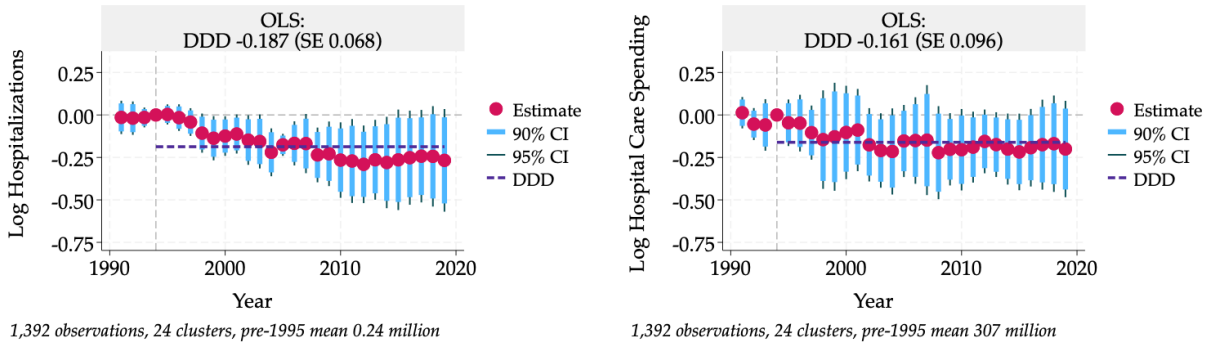 OLS:
DDD -0.187 (SE 0.068)
Log Hospitalizations
0.25
0.00
-0.25
-0.50
-0.75
1990 2000 2010 2020
Year
Estimate
90% CI
95% CI
DDD
1,392 observations, 24 clusters, pre-1995 mean 0.24 million
OLS:
DDD -0.161 (SE 0.096)
Log Hospital Care Spending
0.25
0.00
-0.25
-0.50
-0.75
1990 2000 2010 2020
Year
Estimate
90% CI
95% CI
DDD
1,392 observations, 24 clusters, pre-1995 mean 307 million